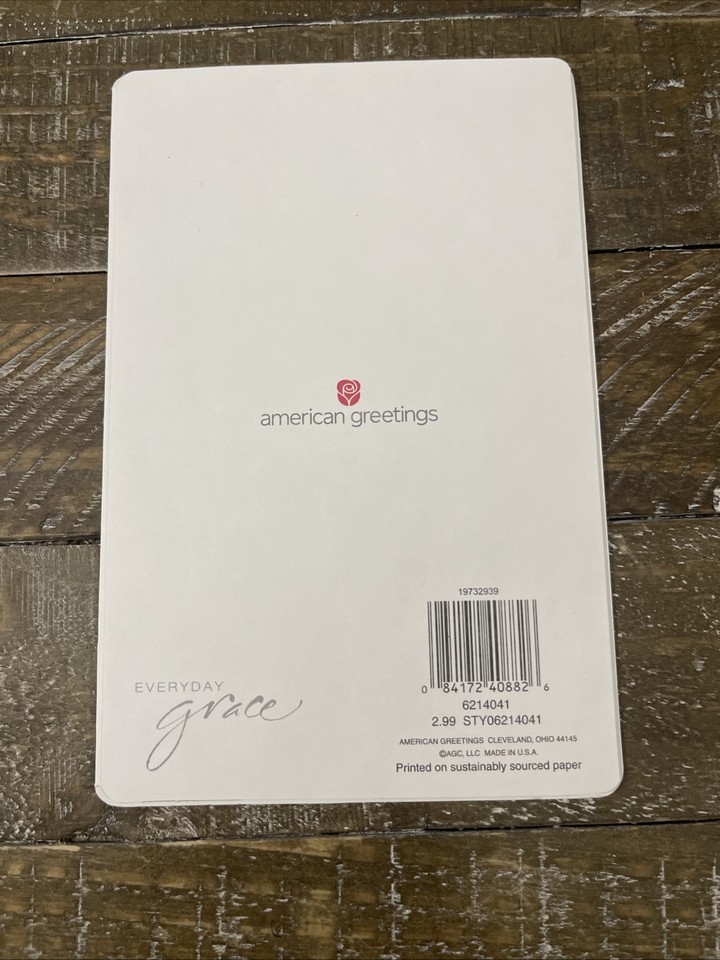 american greetings
19732939
0 84172 40882 6
6214041
2.99 STY06214041
EVERYDAY
grace
AMERICAN GREETINGS CLEVELAND, OHIO 44145
©AGC, LLC MADE IN U.S.A.
Printed on sustainably sourced paper